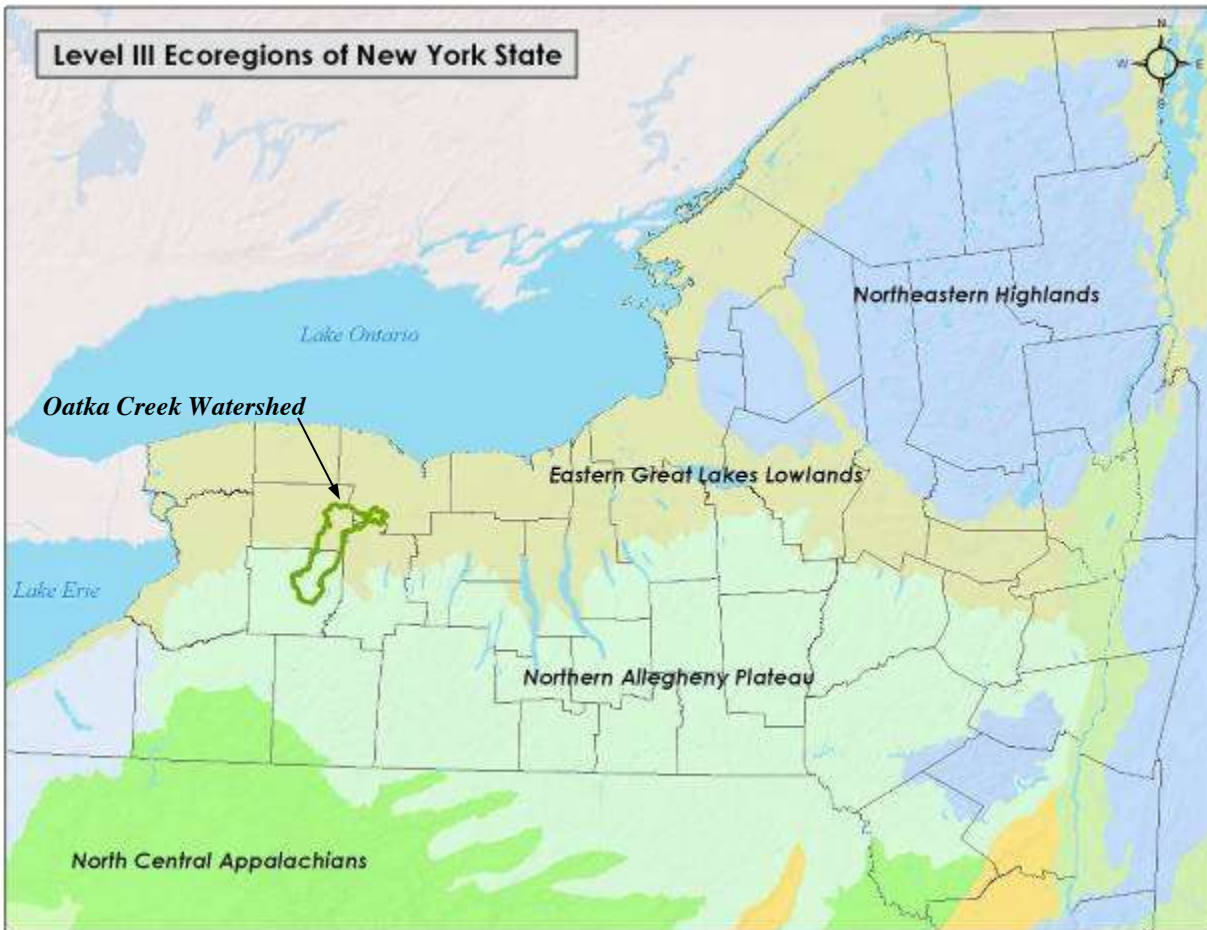 Level III Ecoregions of New York State
N
W E
S
Northeastern Highlands
Lake Ontario
Oatka Creek Watershed
Eastern Great Lakes Lowlands
Lake Erie
Northern Allegheny Plateau
North Central Appalachians